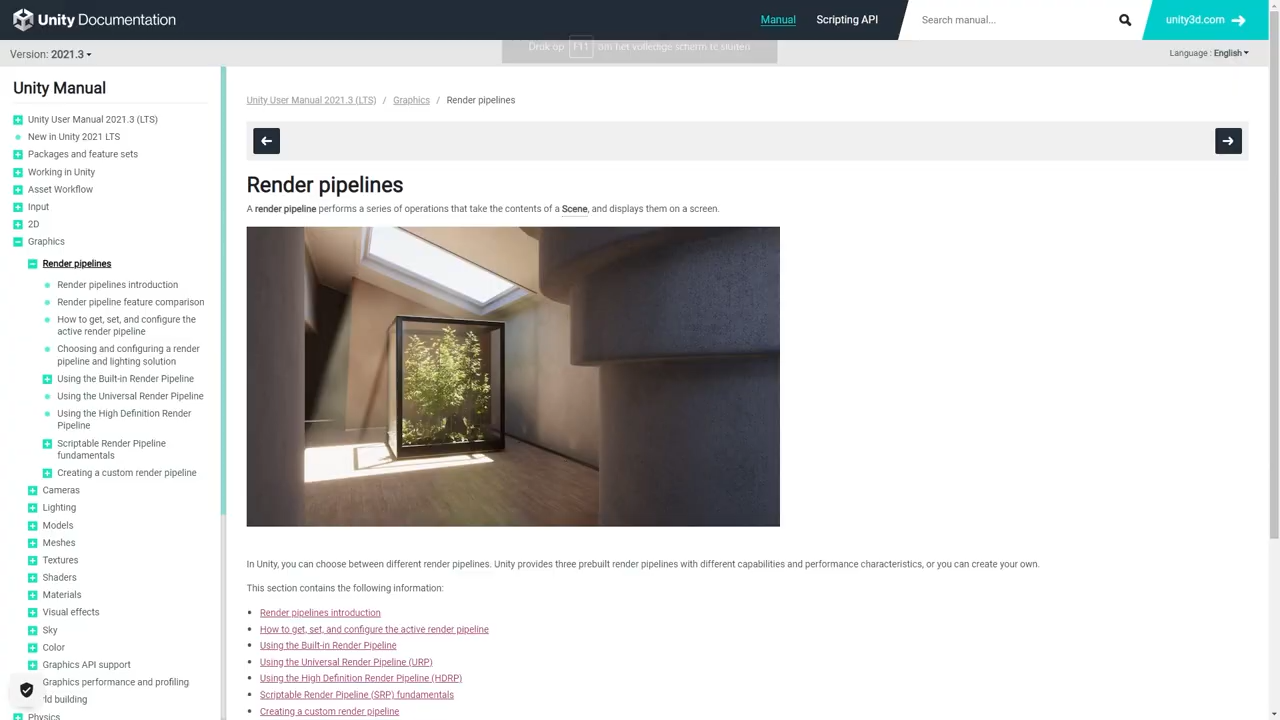 Unity Documentation
Manual
Scripting API
Search manual...
unity3d.com
Version: 2021.3
Druk op F11 om het volledige scherm te sluiten
Language : English
Unity Manual
Unity User Manual 2021.3 (LTS)
New in Unity 2021 LTS
Packages and feature sets
Working in Unity
Asset Workflow
Input
2D
Graphics
Render pipelines
Render pipelines introduction
Render pipeline feature comparison
How to get, set, and configure the
active render pipeline
Choosing and configuring a render
pipeline and lighting solution
Using the Built-in Render Pipeline
Using the Universal Render Pipeline
Using the High Definition Render
Pipeline
Scriptable Render Pipeline
fundamentals
Creating a custom render pipeline
Cameras
Lighting
Models
Meshes
Textures
Shaders
Materials
Visual effects
Sky
Color
Graphics API support
Graphics performance and profiling
rld building
Physics
Unity User Manual 2021.3 (LTS) / Graphics / Render pipelines
Render pipelines
A render pipeline performs a series of operations that take the contents of a Scene, and displays them on a screen.
In Unity, you can choose between different render pipelines. Unity provides three prebuilt render pipelines with different capabilities and performance characteristics, or you can create your own.
This section contains the following information:
Render pipelines introduction
How to get, set, and configure the active render pipeline
Using the Built-in Render Pipeline
Using the Universal Render Pipeline (URP)
Using the High Definition Render Pipeline (HDRP)
Scriptable Render Pipeline (SRP) fundamentals
Creating a custom render pipeline